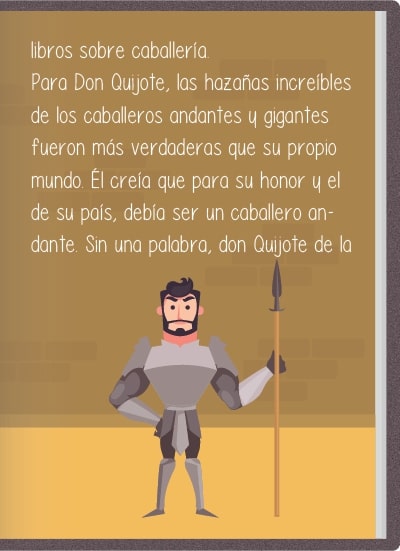 libros sobre caballería.
Para Don Quijote, las hazañas increíbles
de los caballeros andantes y gigantes
fueron más verdaderas que su propio
mundo. Él creía que para su honor y el
de su país, debía ser un caballero an-
dante. Sin una palabra, don Quijote de la